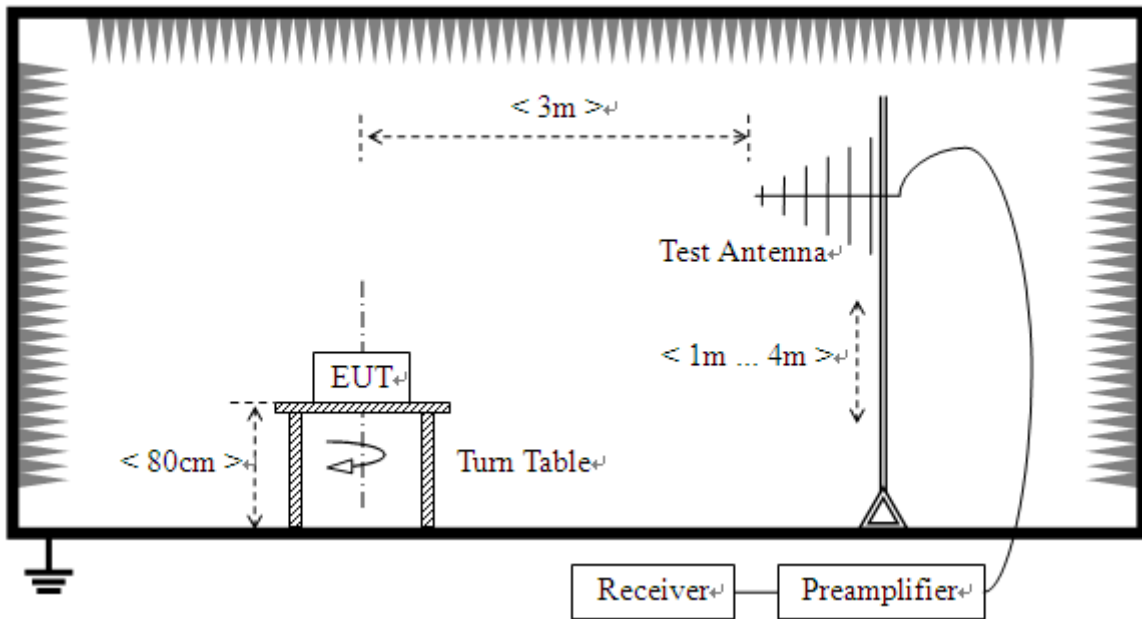 < 3m >↵
Test Antenna↵
< 1m ... 4m >↵
EUT↵
< 80cm >↵
Turn Table↵
Receiver↵
Preamplifier↵